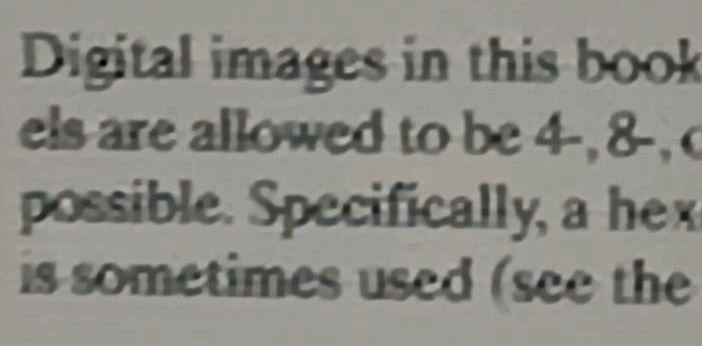 Digital images in this book
els are allowed to be 4-, 8-,
possible. Specifically, a hex
is sometimes used (see the